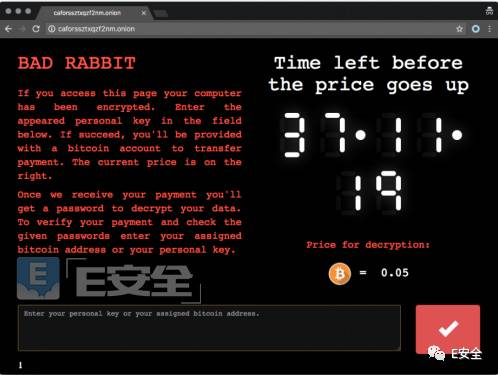 caforssztxqzf2nm.onion
caforssztxqzf2nm.onion
BAD RABBIT
If you access this page your computer
has been encrypted. Enter the
appeared personal key in the field
below. If succeed, you'll be provided
with a bitcoin account to transfer
payment. The current price is on the
right.
Once we receive your payment you'll
get a password to decrypt your data.
To verify your payment and check the
given passwords enter your assigned
bitcoin address or your personal key.
Time left before
the price goes up
37•11•
19
Price for decryption:
= 0.05
E E安全
Enter your personal key or your assigned bitcoin address.
E安全
1